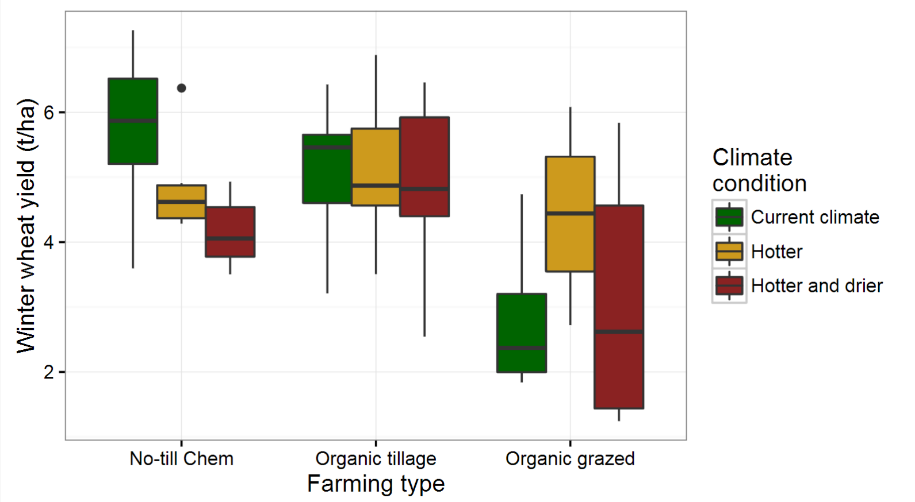 Winter wheat yield (t/ha)
6
4
2
No-till Chem
Organic tillage
Organic grazed
Farming type
Climate
condition
Current climate
Hotter
Hotter and drier